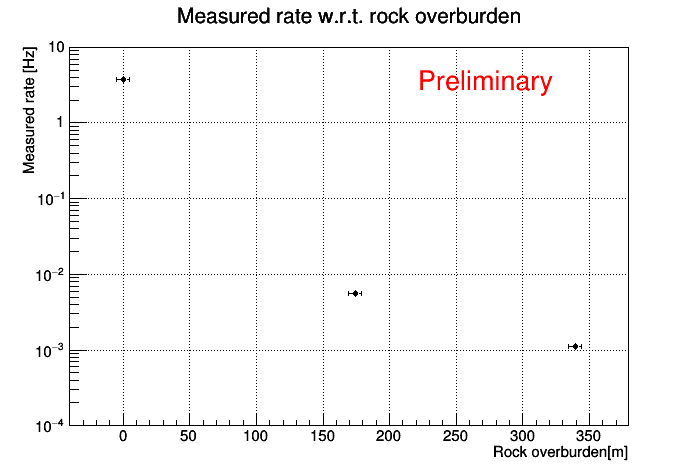 Measured rate w.r.t. rock overburden
Measured rate [Hz]
Preliminary
10
1
10⁻¹
10⁻²
10⁻³
10⁻⁴
0 50 100 150 200 250 300 350
Rock overburden[m]